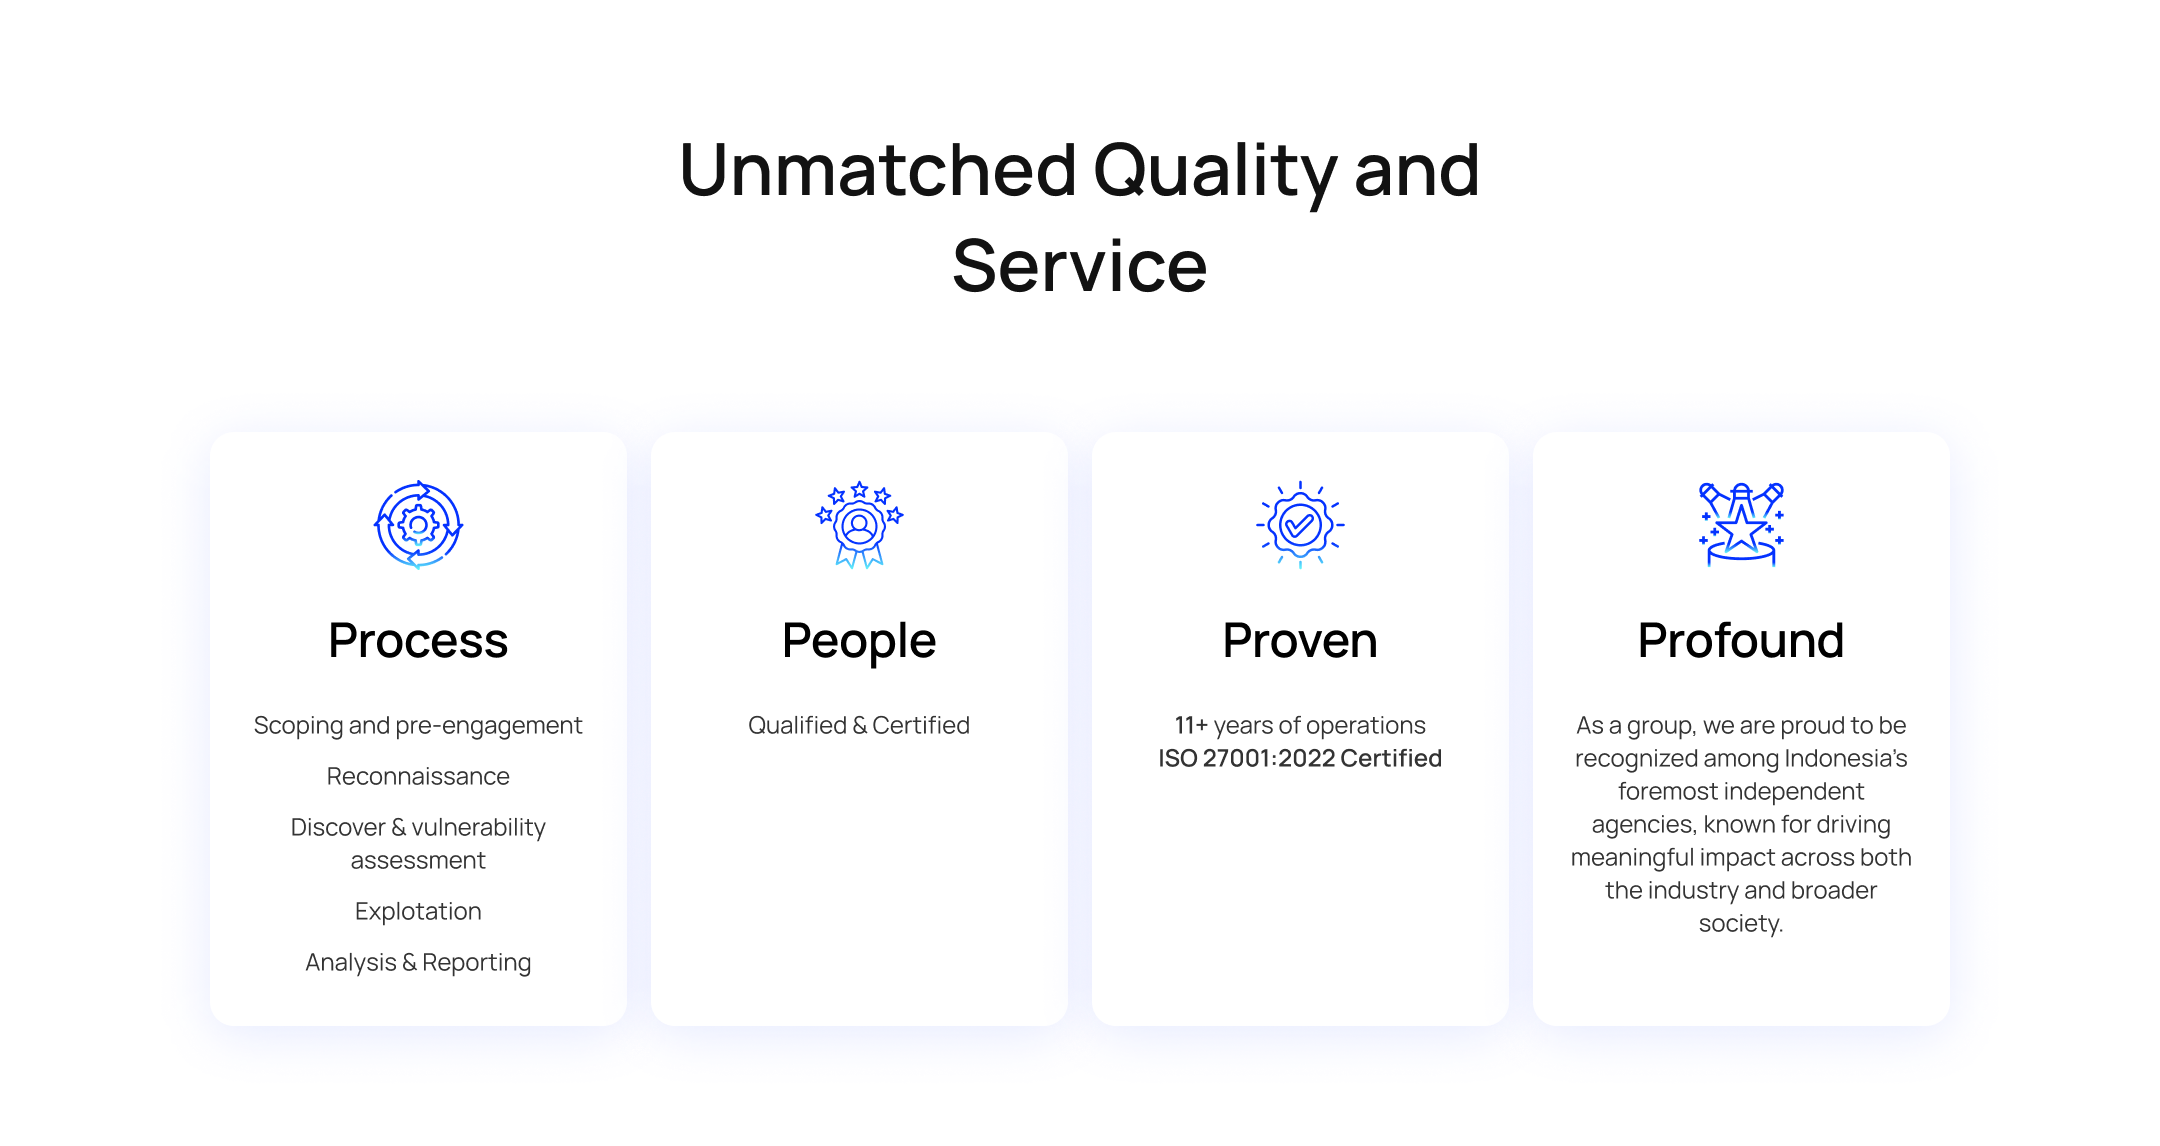 Unmatched Quality and
Service
Process
Scoping and pre-engagement
Reconnaissance
Discover & vulnerability
assessment
Explotation
Analysis & Reporting
People
Qualified & Certified
Proven
11+ years of operations
ISO 27001:2022 Certified
Profound
As a group, we are proud to be
recognized among Indonesia’s
foremost independent
agencies, known for driving
meaningful impact across both
the industry and broader
society.